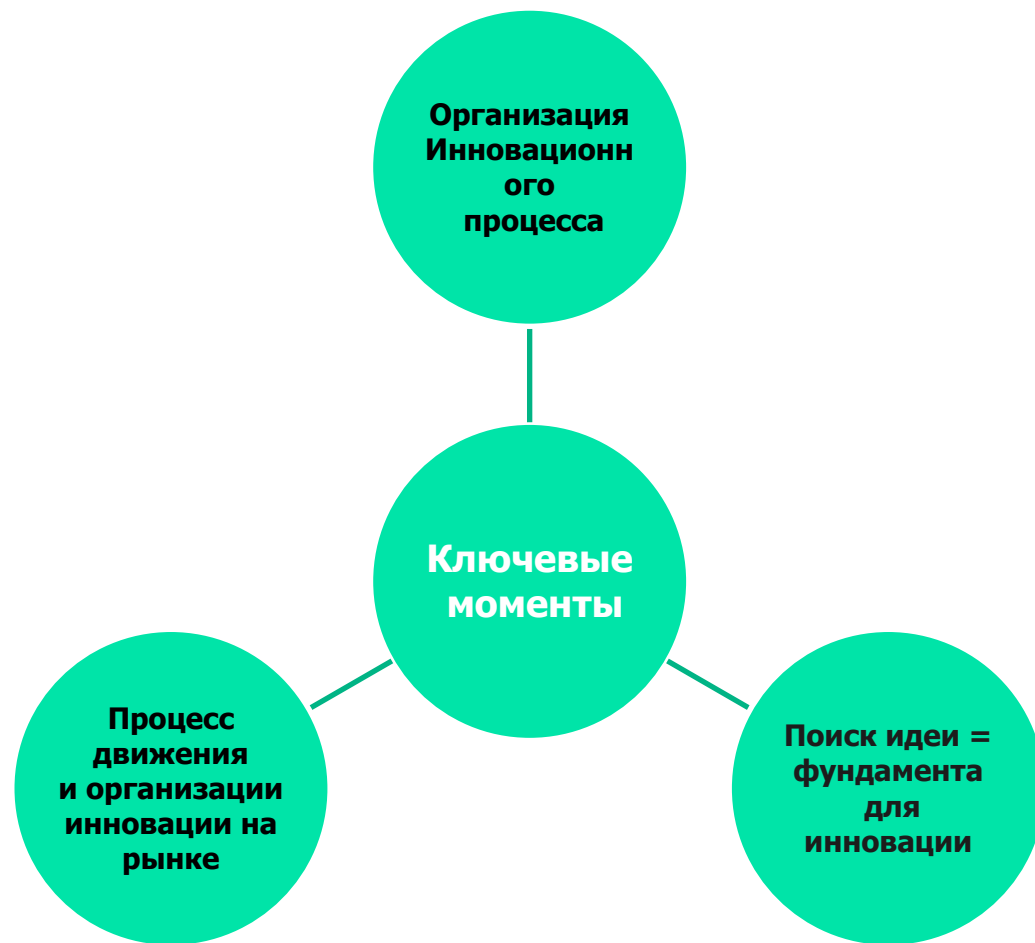 Организация
Инновационн
ого
процесса
Ключевые
моменты
Процесс
движения
и организации
инновации на
рынке
Поиск идеи =
фундамента
для
инновации